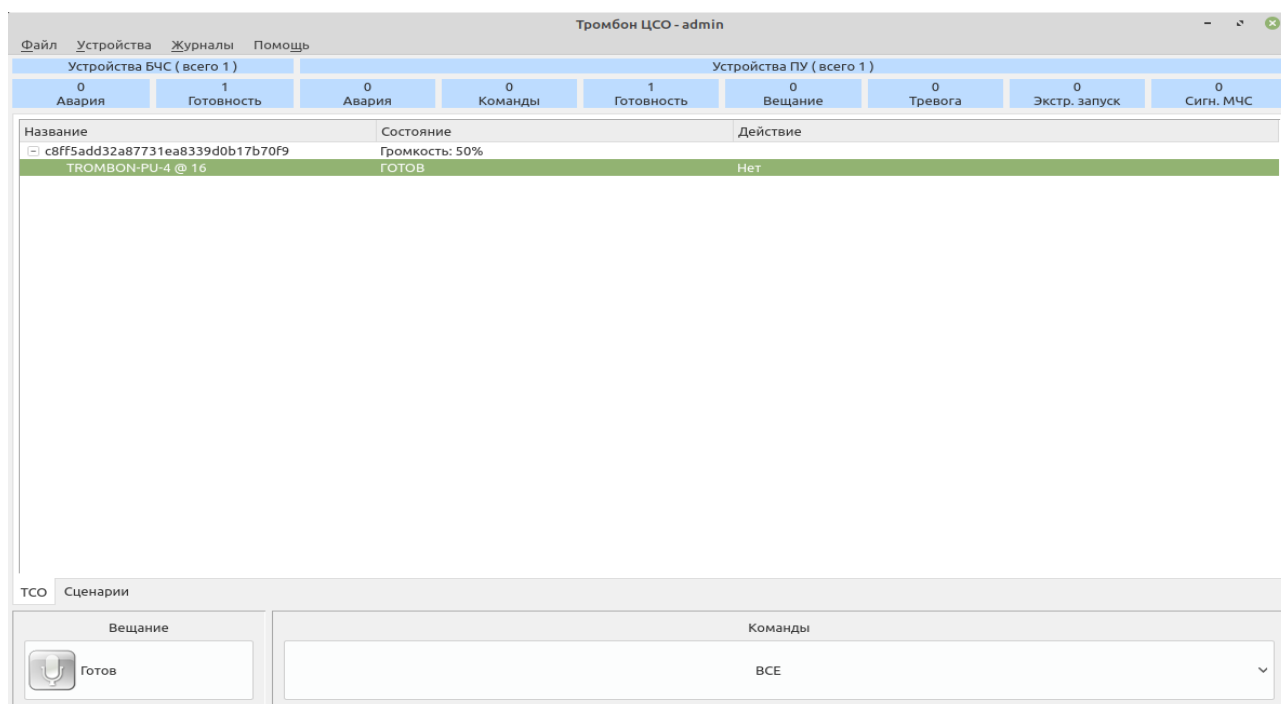 Тромбон ЦСО - admin
Файл Устройства Журналы Помощь
Устройства БЧС ( всего 1 ) Устройства ПУ ( всего 1 )
0 1 0 0 1 0 0 0 0
Авария Готовность Авария Команды Готовность Вещание Тревога Экстр. запуск Сигн. МЧС
Название Состояние Действие
c8ff5add32a87731ea8339d0b17b70f9 Громкость: 50%
TROMBON-PU-4 @ 16 ГОТОВ Нет
ТСО Сценарии
Вещание Команды
Готов ВСЕ